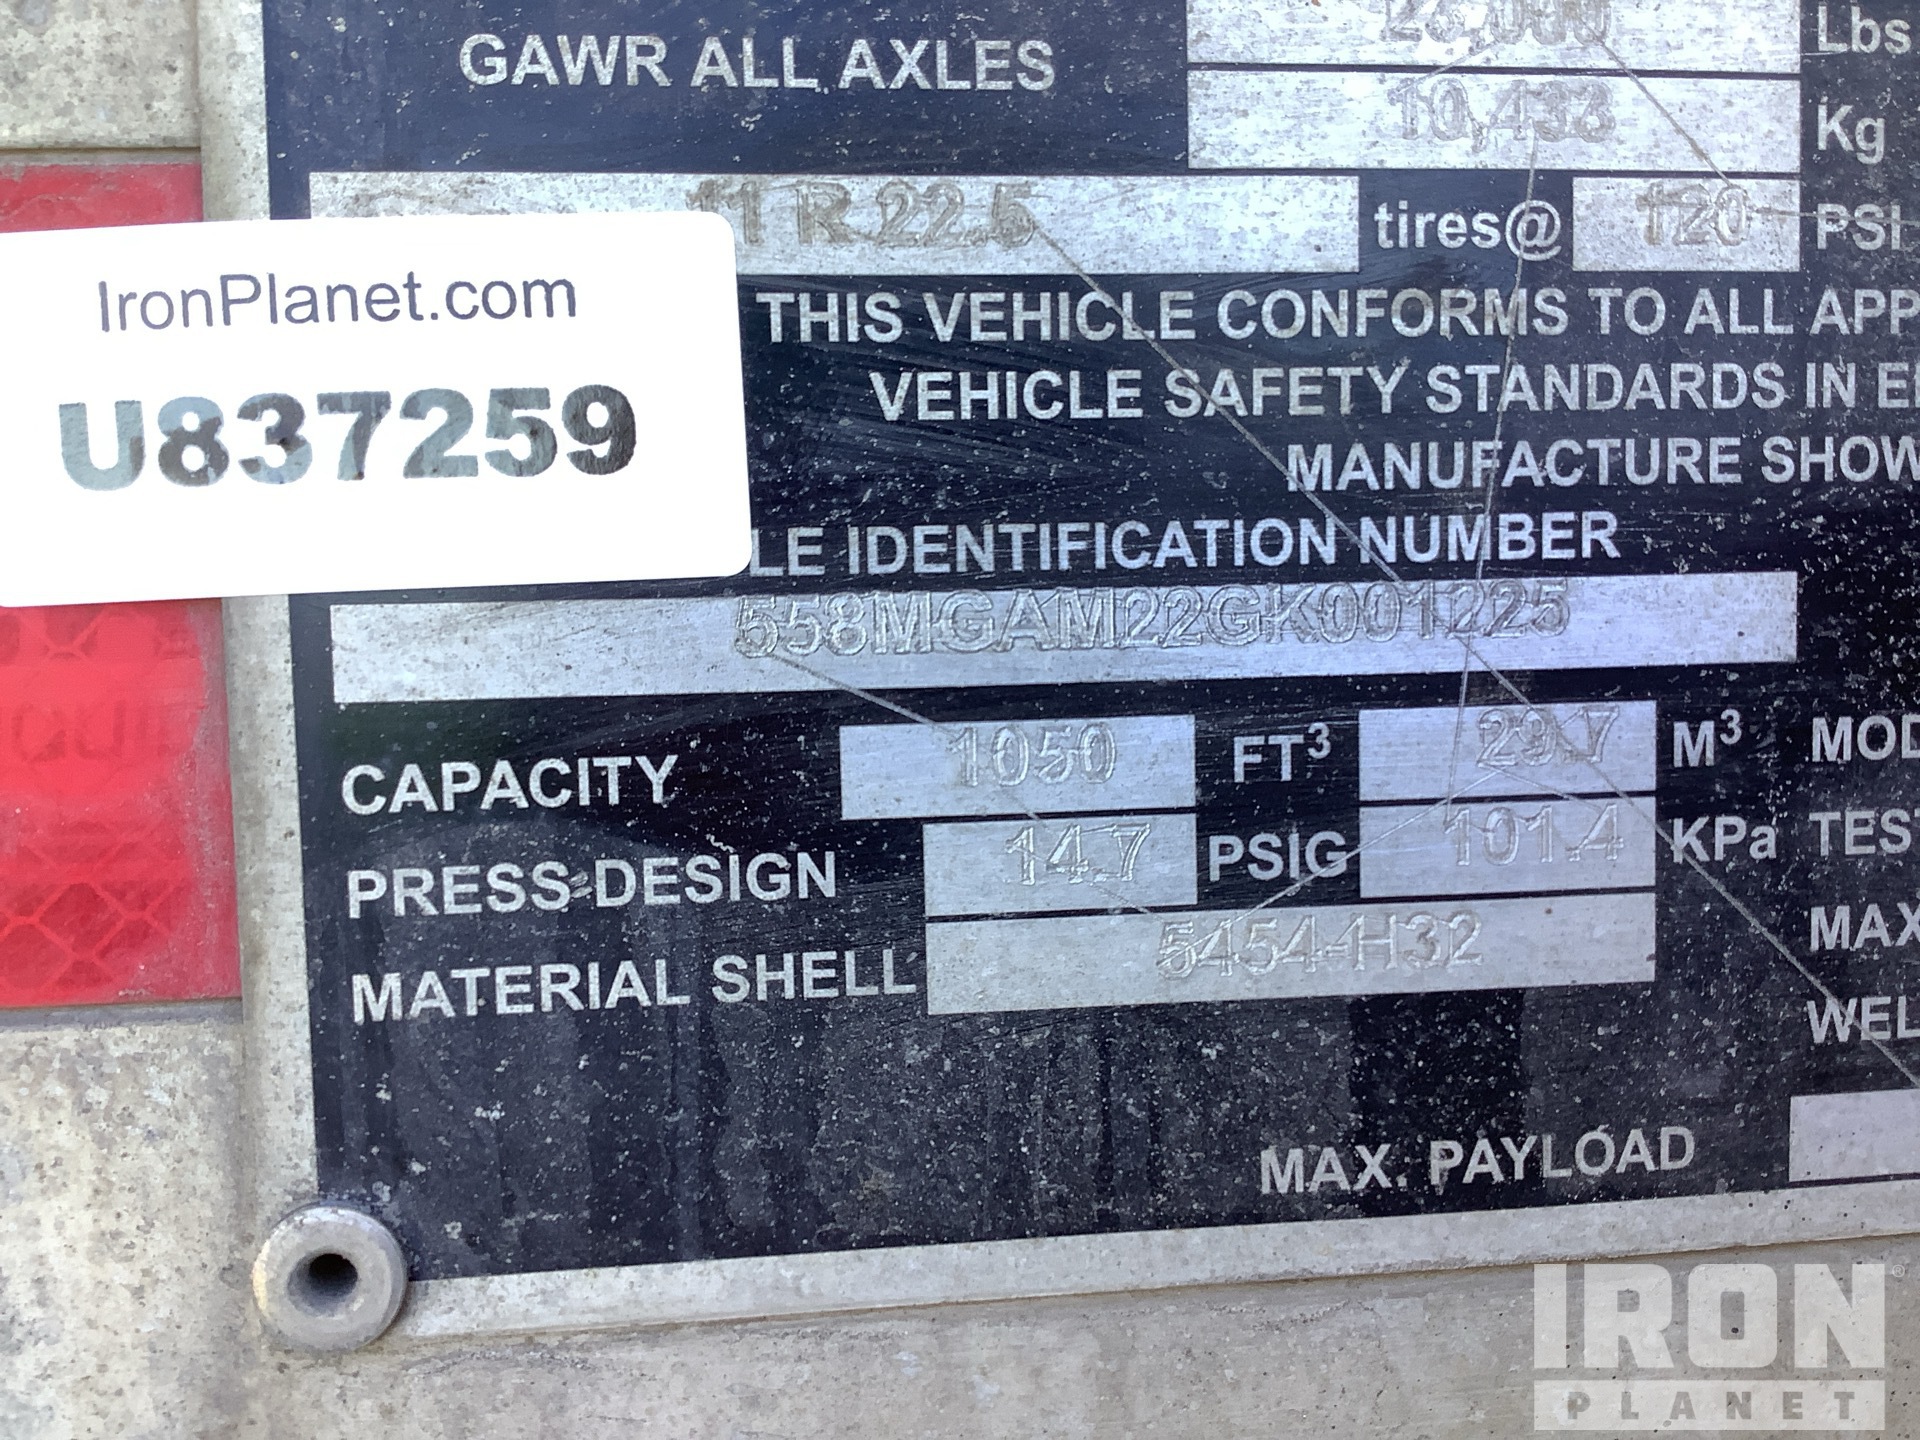 23,000 Lbs
GAWR ALL AXLES
10,433 Kg
11R22.5 tires@ 120 PSI
IronPlanet.com
U837259
THIS VEHICLE CONFORMS TO ALL APP
VEHICLE SAFETY STANDARDS IN E
MANUFACTURE SHOW
LE IDENTIFICATION NUMBER
558MGAM22GK001225
CAPACITY 1050 FT³ 29.7 M³ MOD
PRESS-DESIGN 14.7 PSIG 101.4 KPa TEST
MATERIAL SHELL 5454-H32 MAX
WEL
MAX. PAYLOAD
IRON®
PLANET